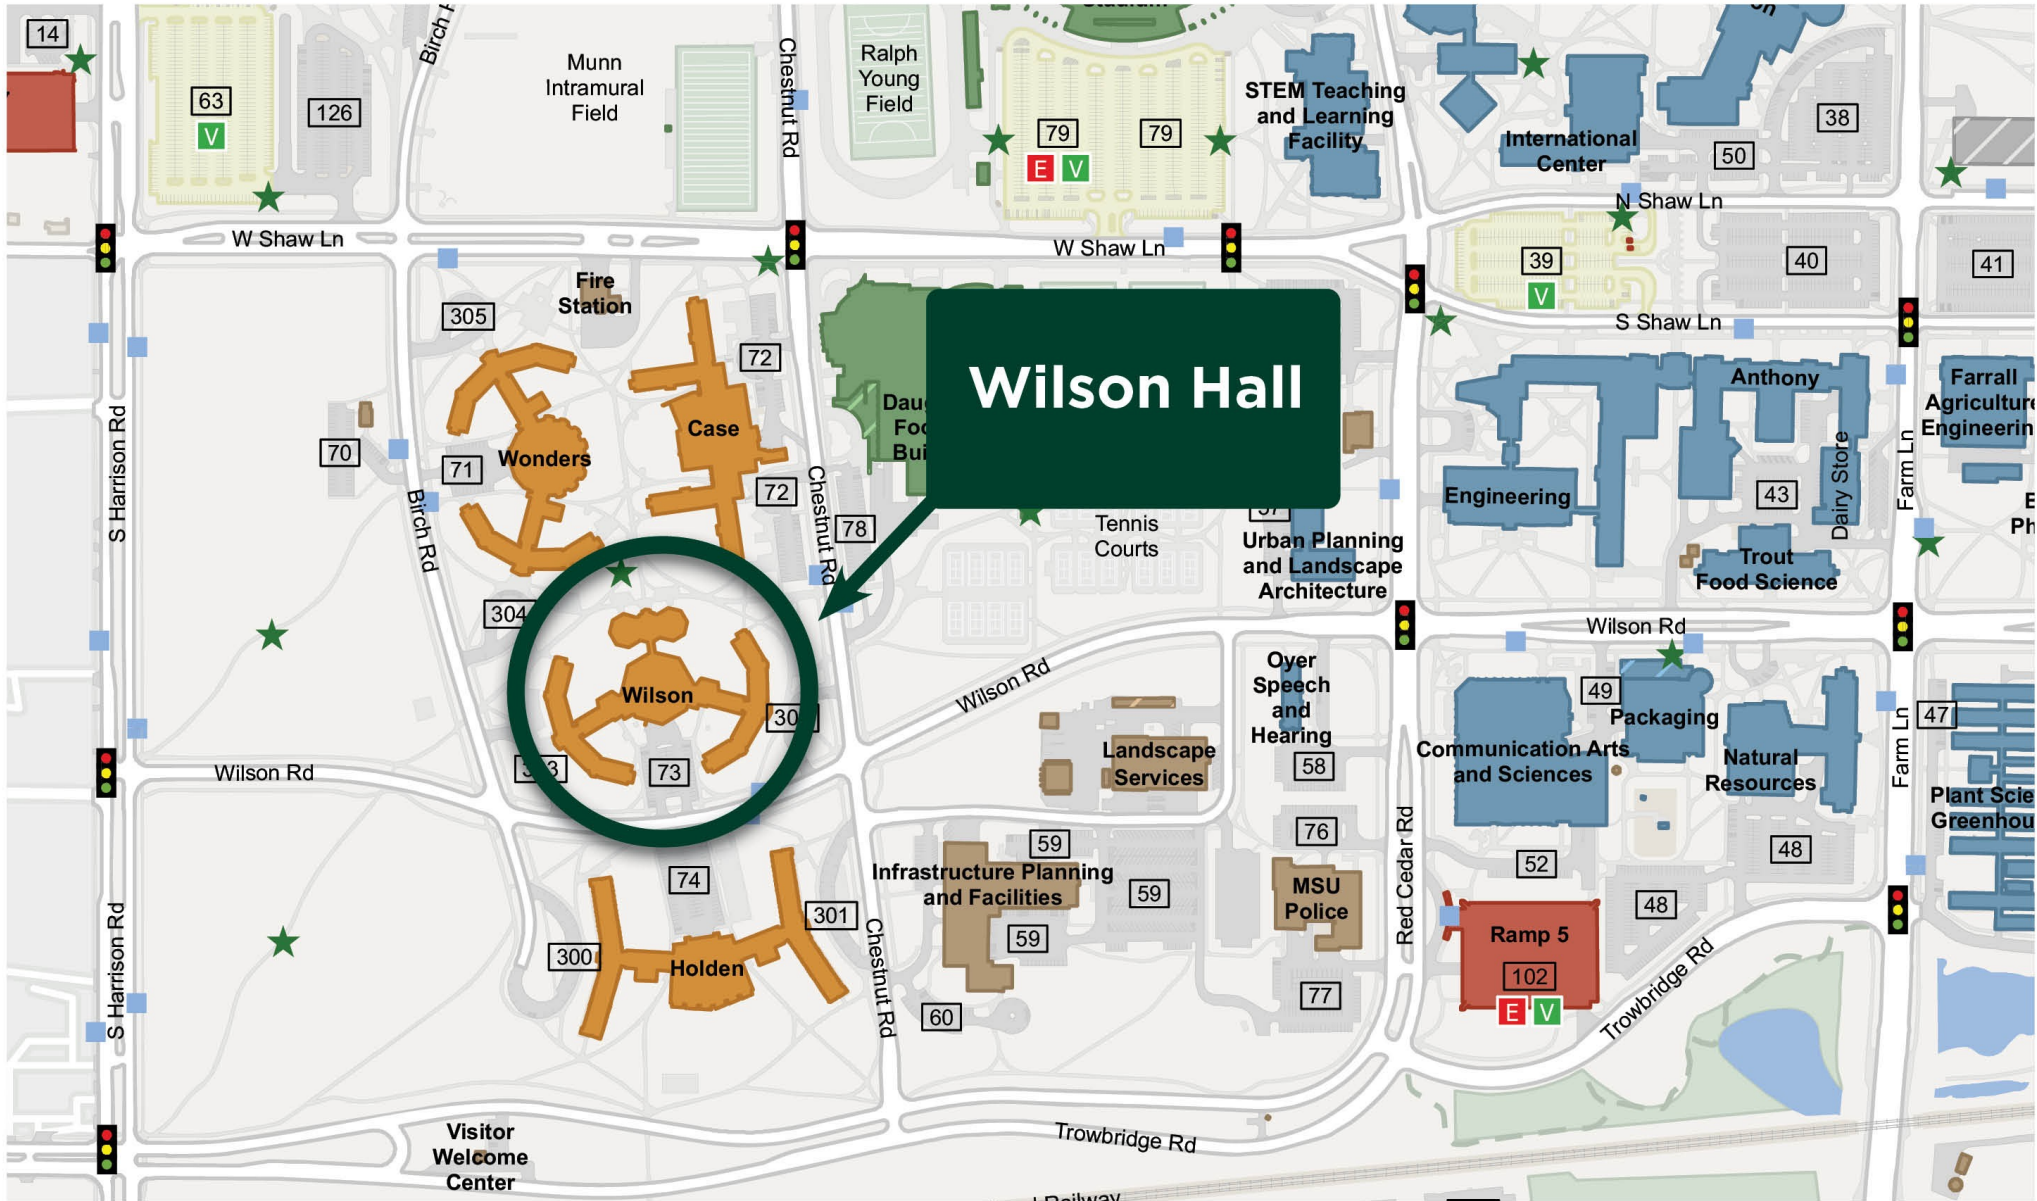 14
63
V
126
Munn
Intramural
Field
Chestnut Rd
Ralph
Young
Field
Stadium
79
79
E
V
STEM Teaching
and Learning
Facility
International
Center
50
38
N Shaw Ln
W Shaw Ln
W Shaw Ln
39
V
40
41
S Shaw Ln
Fire
Station
305
72
Wilson Hall
Case
Wonders
70
71
72
78
S Harrison Rd
Birch Rd
Chestnut Rd
Tennis
Courts
Urban Planning
and Landscape
Architecture
Engineering
Anthony
43
Dairy Store
Farm Ln
Farrall
Trout
Food Science
304
Wilson
73
Wilson Rd
Wilson Rd
Wilson Rd
Oyer
Speech
and
Hearing
58
Landscape
Services
49
Packaging
Communication Arts
and Sciences
Natural
Resources
Farm Ln
47
76
59
Infrastructure Planning
and Facilities
59
59
MSU
Police
Red Cedar Rd
52
48
48
74
301
300
Holden
S Harrison Rd
Chestnut Rd
60
77
Ramp 5
102
E
V
Trowbridge Rd
Trowbridge Rd
Visitor
Welcome
Center